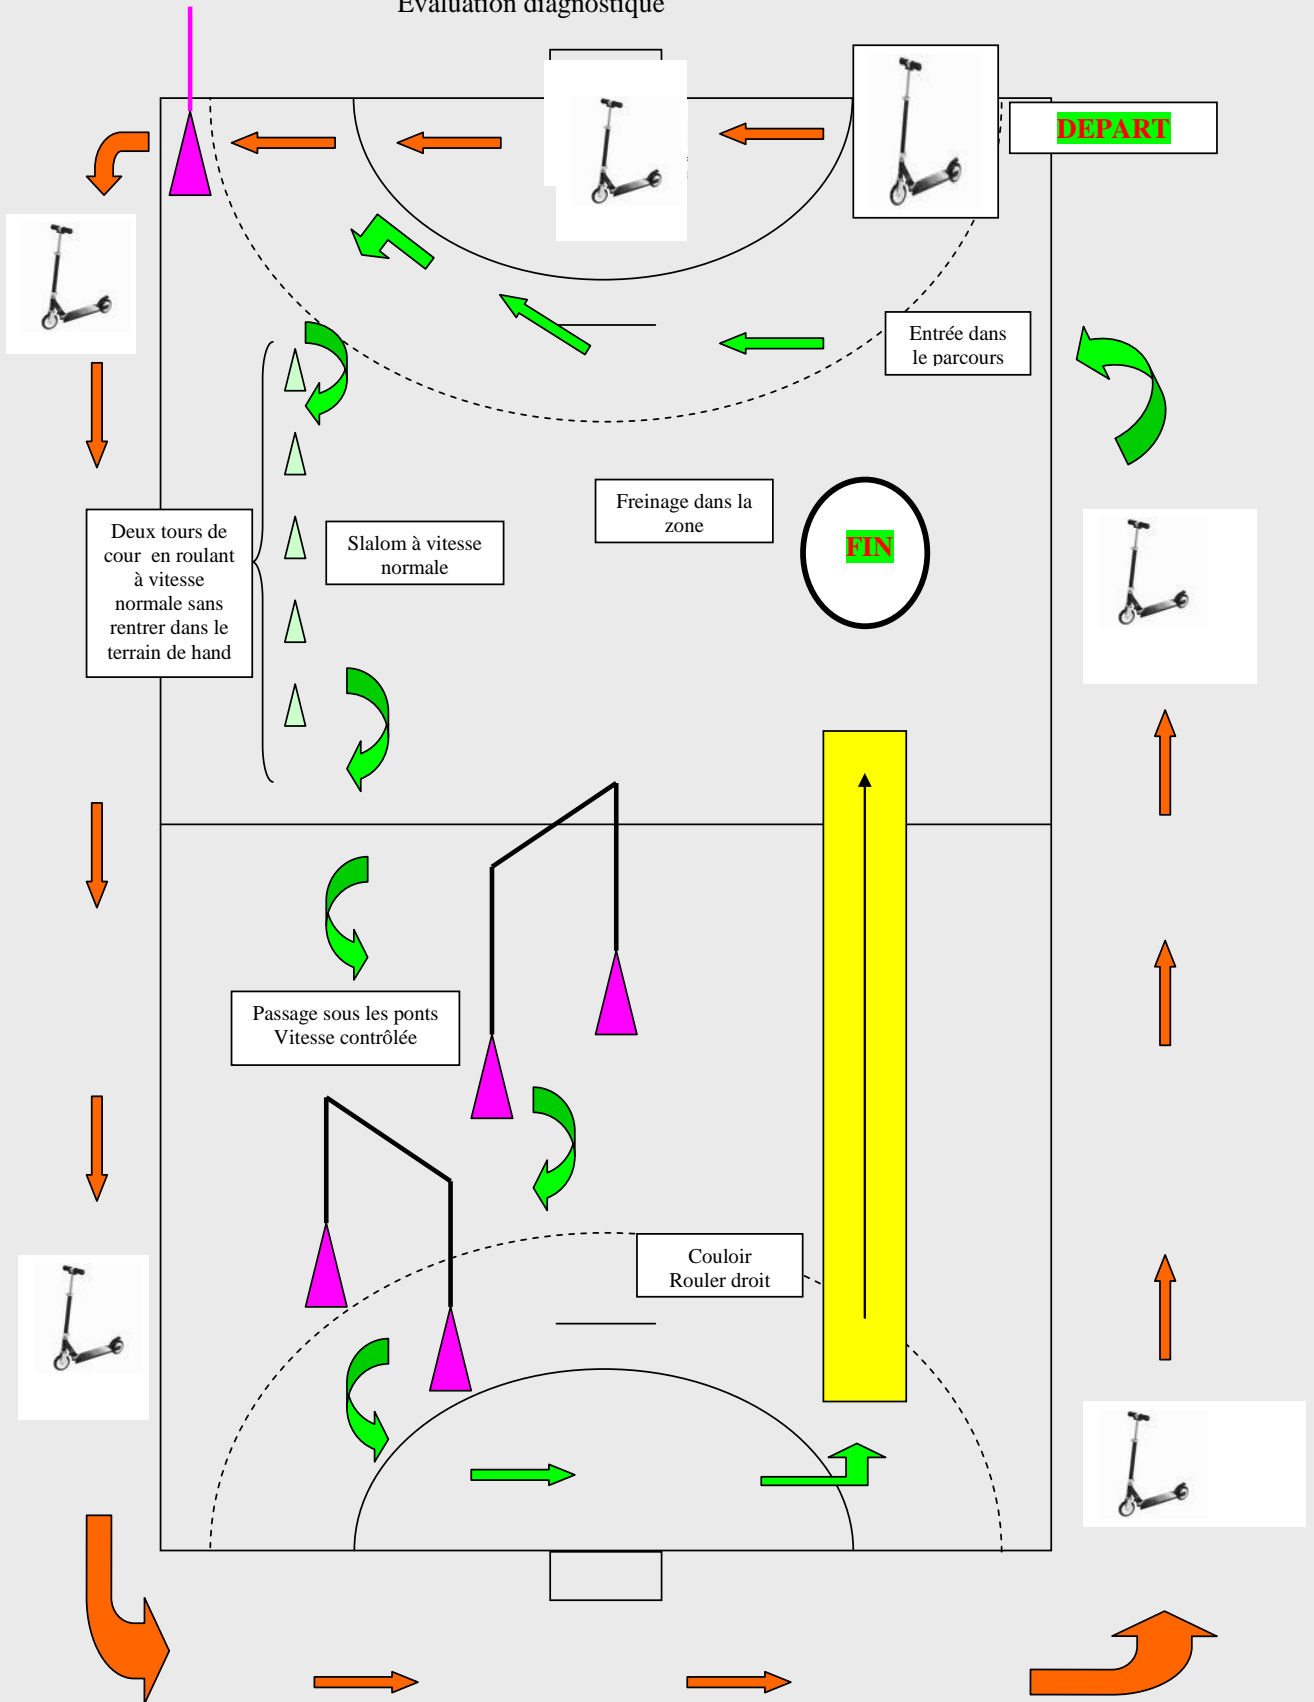 Evaluation diagnostique
DEPART
Entrée dans
le parcours
Freinage dans la
zone
FIN
Deux tours de
cour en roulant
à vitesse
normale sans
rentrer dans le
terrain de hand
Slalom à vitesse
normale
Passage sous les ponts
Vitesse contrôlée
Couloir
Rouler droit